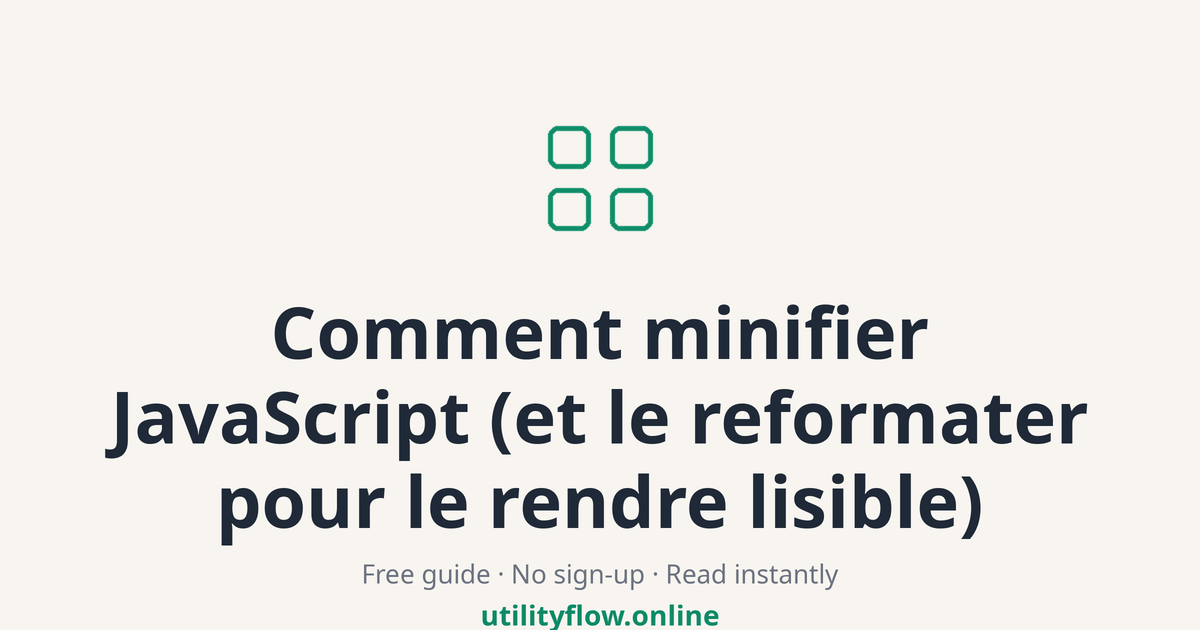 Comment minifier
JavaScript (et le reformater
pour le rendre lisible)
Free guide · No sign-up · Read instantly
utilityflow.online